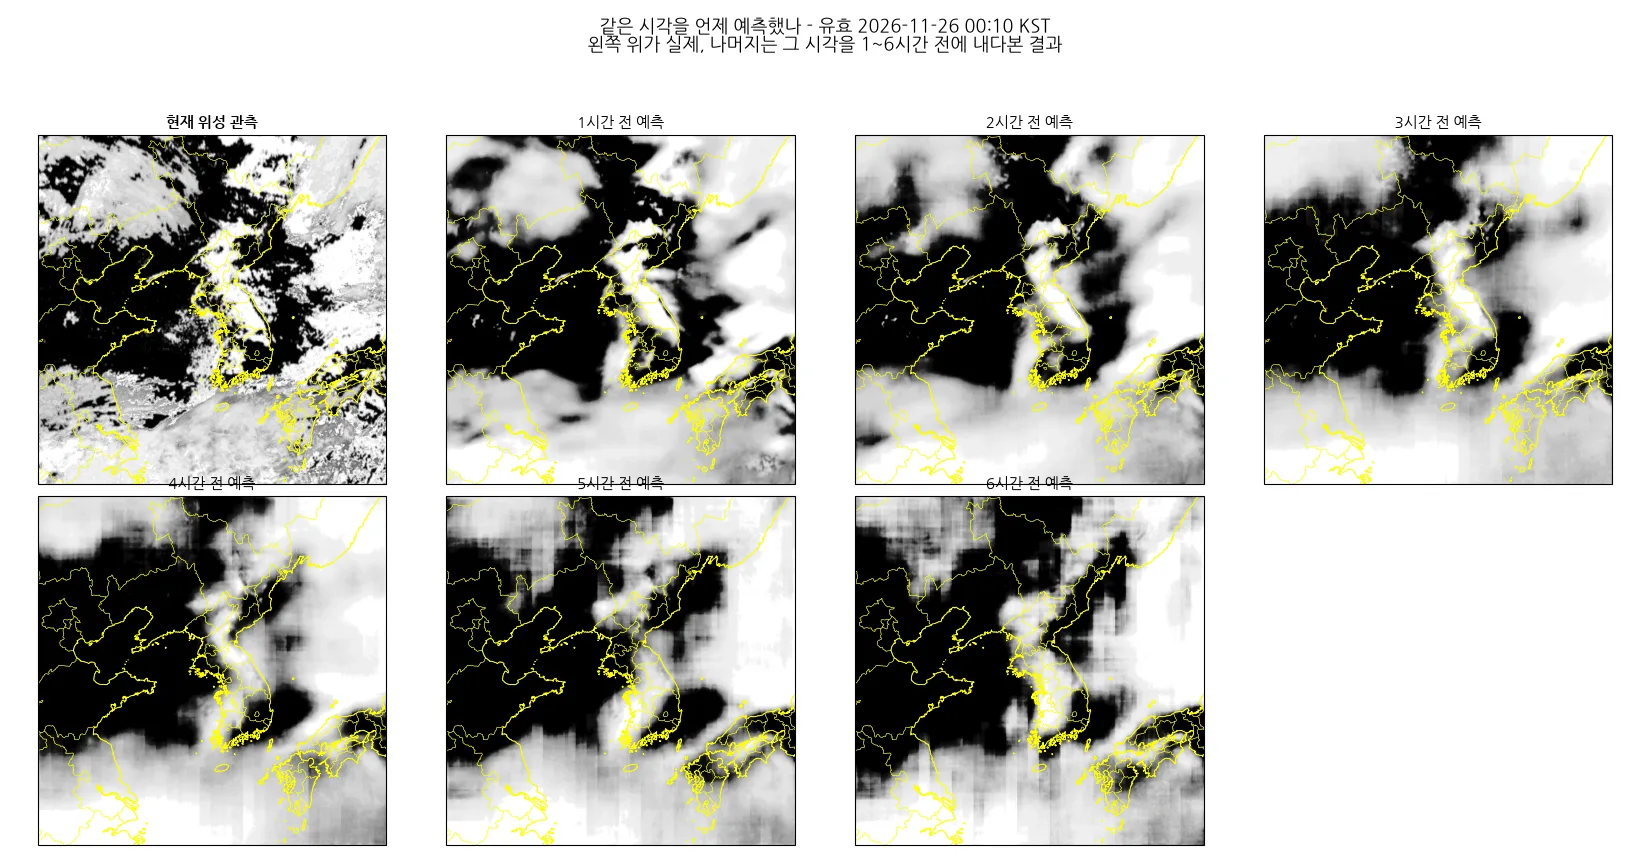 같은 시각을 언제 예측했나 - 유효 2026-11-26 00:10 KST
왼쪽 위가 실제, 나머지는 그 시각을 1~6시간 전에 내다본 결과
현재 위성 관측
1시간 전 예측
2시간 전 예측
3시간 전 예측
4시간 전 예측
5시간 전 예측
6시간 전 예측